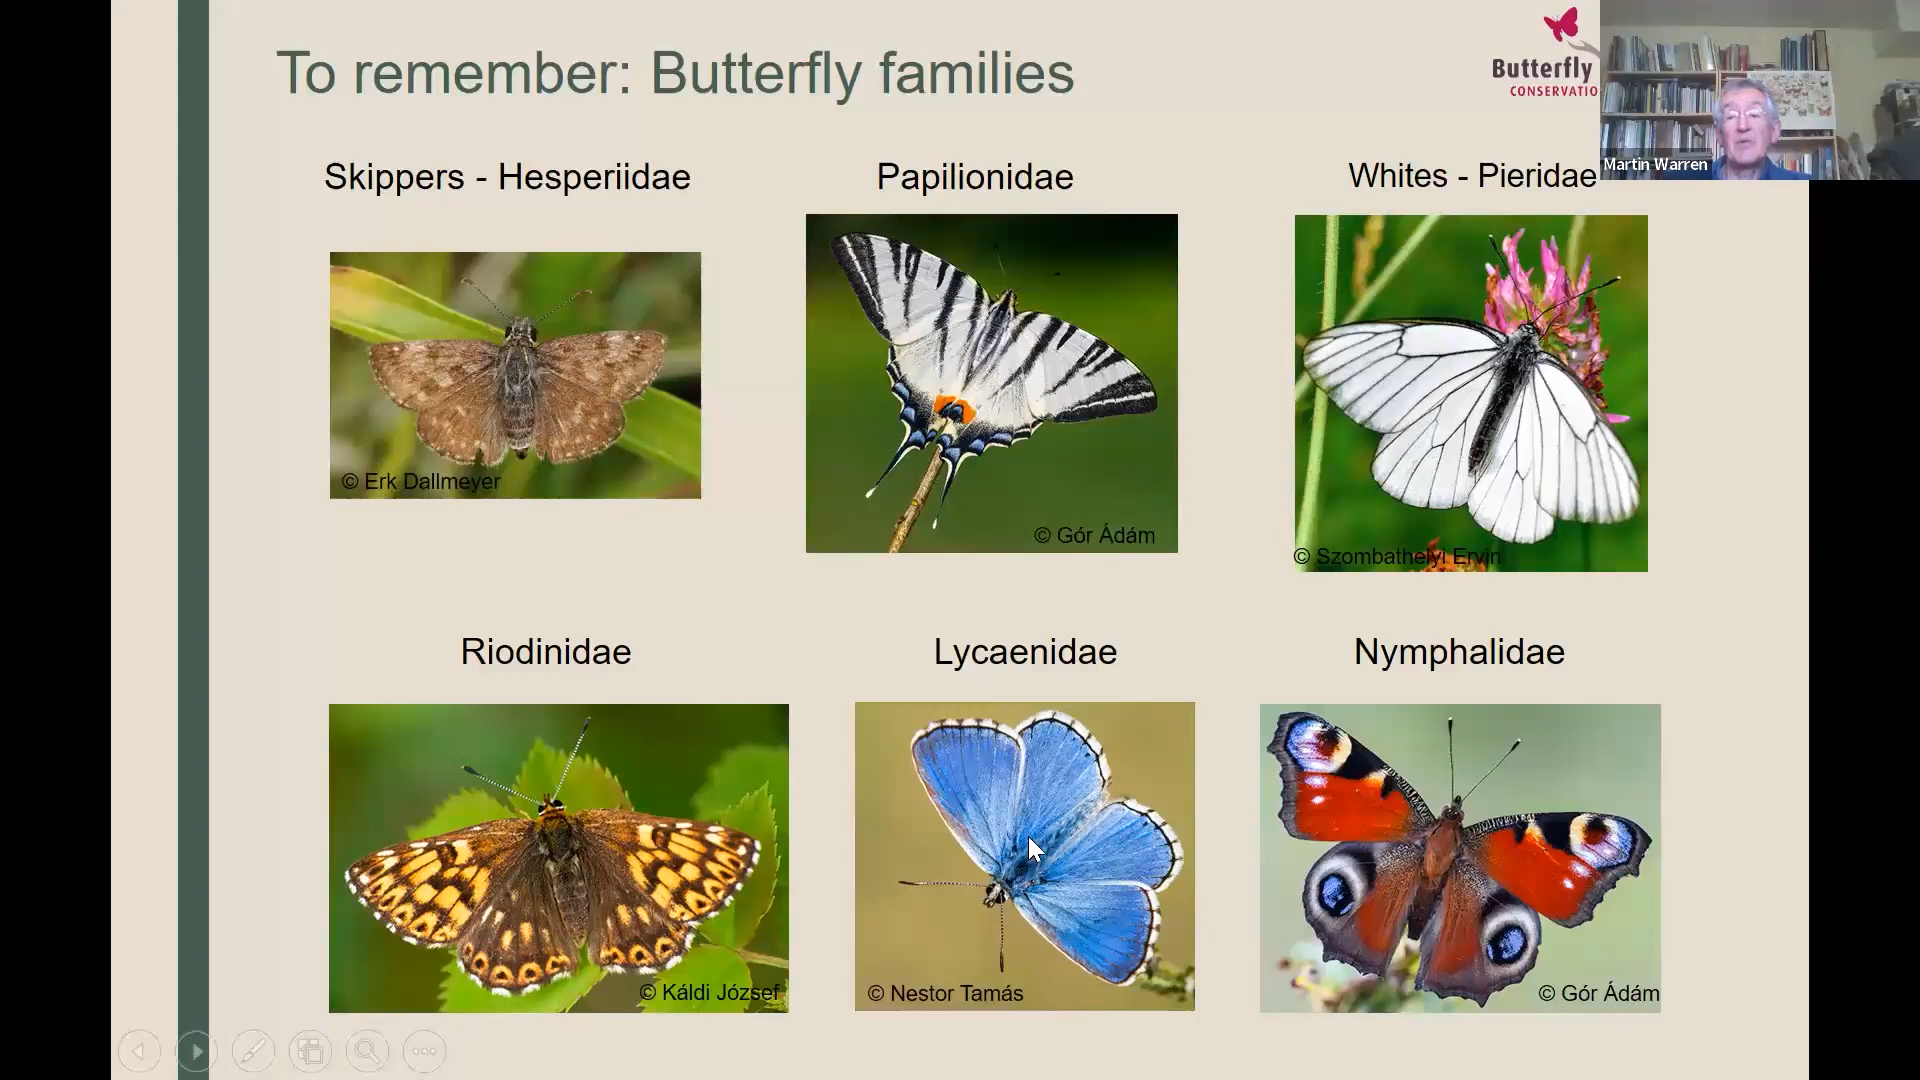 To remember: Butterfly families
Butterfly
CONSERVATIO
Martin Warren
Skippers - Hesperiidae
Papilionidae
Whites - Pieridae
© Erk Dallmeyer
© Gór Ádám
© Szombathelyi Ervin
Riodinidae
Lycaenidae
Nymphalidae
© Káldi József
© Nestor Tamás
© Gór Ádám